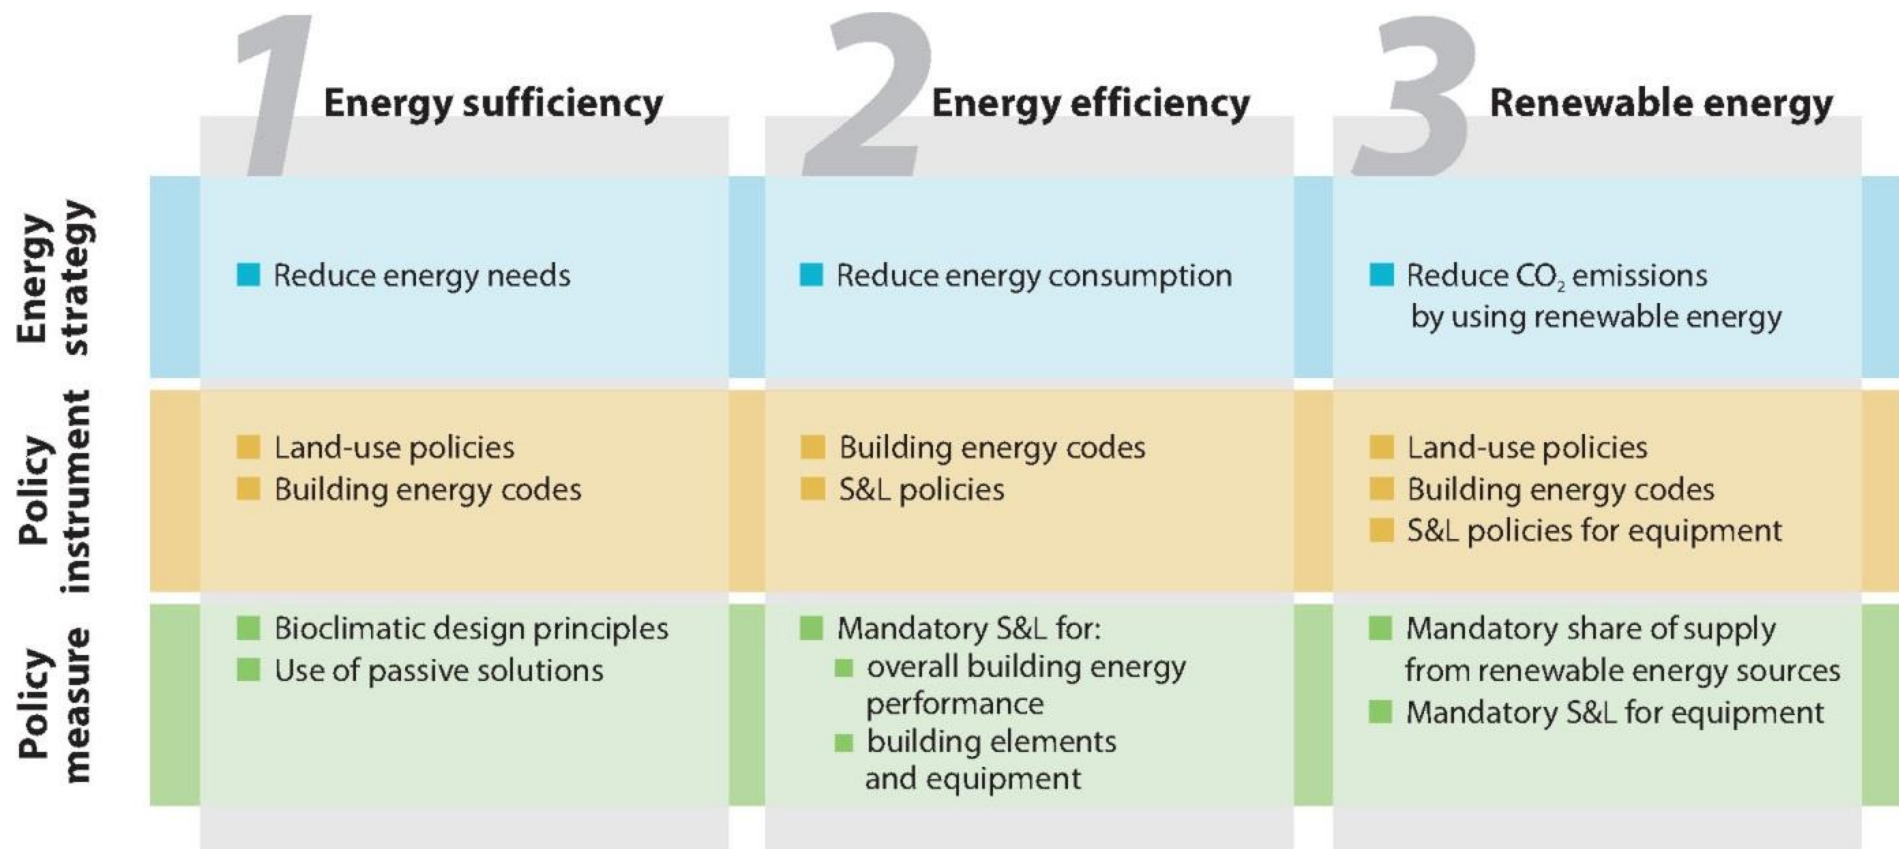 1 Energy sufficiency
2 Energy efficiency
3 Renewable energy
Energy
strategy
Reduce energy needs
Reduce energy consumption
Reduce CO₂ emissions
by using renewable energy
Policy
instrument
Land-use policies
Building energy codes
Building energy codes
S&L policies
Land-use policies
Building energy codes
S&L policies for equipment
Policy
measure
Bioclimatic design principles
Use of passive solutions
Mandatory S&L for:
overall building energy
performance
building elements
and equipment
Mandatory share of supply
from renewable energy sources
Mandatory S&L for equipment